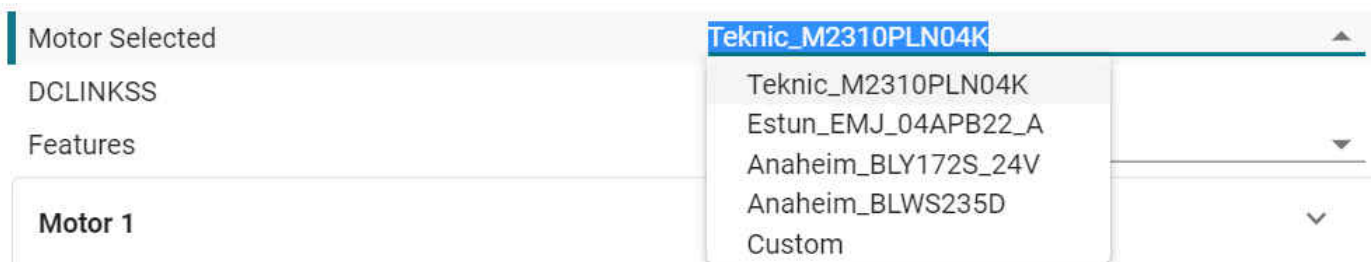 Motor Selected Teknic_M2310PLN04K
DCLINKSS Teknic_M2310PLN04K
Estun_EMJ_04APB22_A
Features
Anaheim_BLY172S_24V
Anaheim_BLWS235D
Motor 1
Custom